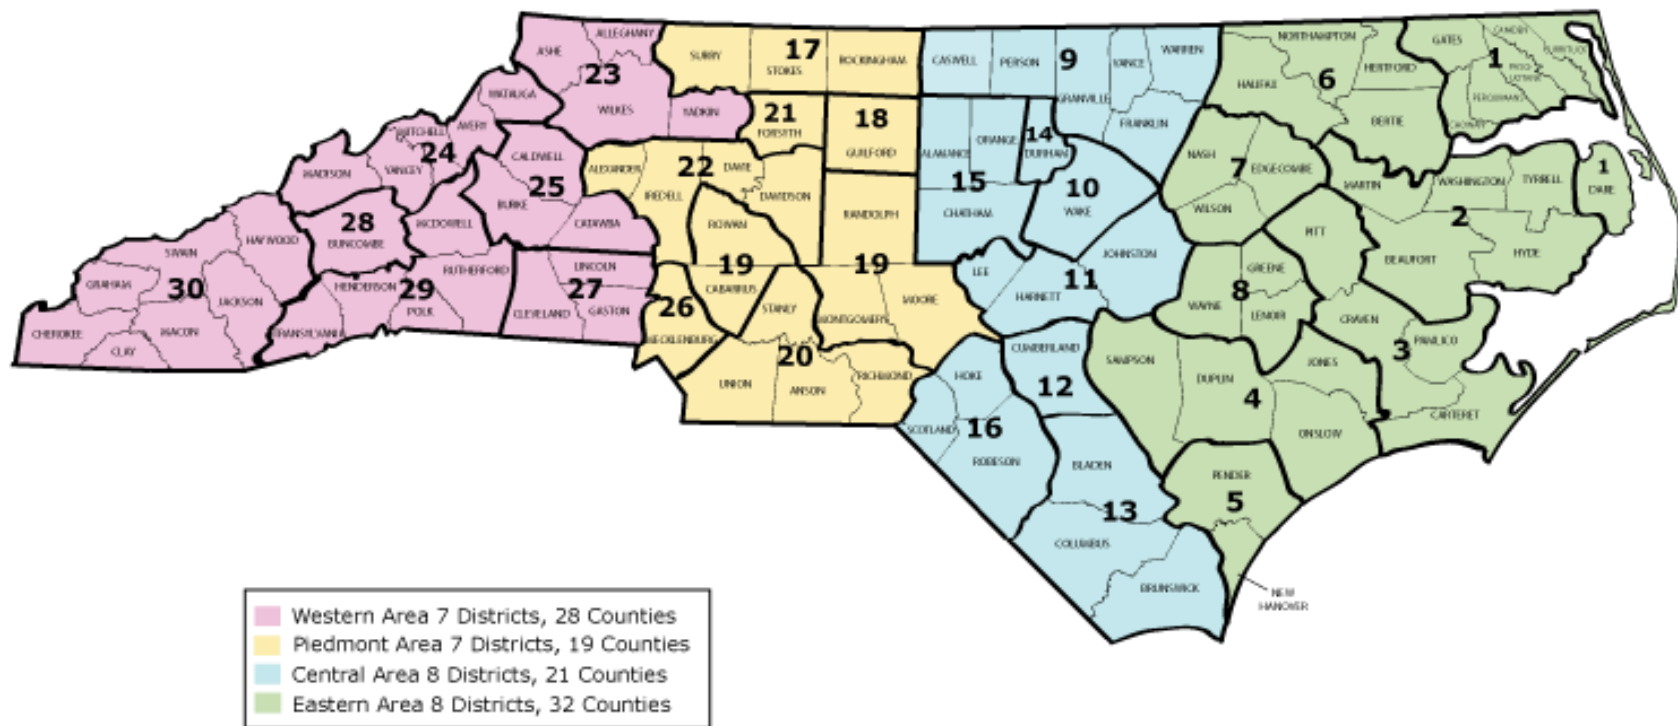 ALLEGHANY
ASHE
23
WATAUGA
WILKES
YADKIN
SURRY
17
STOKES
ROCKINGHAM
21
FORSYTH
18
GUILFORD
CASWELL
PERSON
9
VANCE
WARREN
GRANVILLE
FRANKLIN
ALAMANCE
ORANGE
14
DURHAM
15
CHATHAM
10
WAKE
NORTHAMPTON
HALIFAX
6
HERTFORD
BERTIE
GATES
1
CAMDEN
CURRITUCK
PERQUIMANS
CHOWAN
MITCHELL
AVERY
24
YANCEY
MADISON
CALDWELL
25
BURKE
CATAWBA
ALEXANDER
22
DAVIE
IREDELL
DAVIDSON
ROWAN
RANDOLPH
NASH
7
EDGECOMBE
WILSON
MARTIN
WASHINGTON
TYRRELL
1
DARE
2
BEAUFORT
HYDE
PITT
28
BUNCOMBE
MCDOWELL
HAYWOOD
SWAIN
GRAHAM
30
JACKSON
CHEROKEE
MACON
CLAY
RUTHERFORD
HENDERSON
29
POLK
TRANSYLVANIA
LINCOLN
27
CLEVELAND
GASTON
19
CABARRUS
26
MECKLENBURG
STANLY
19
MONTGOMERY
MOORE
20
UNION
ANSON
RICHMOND
LEE
JOHNSTON
11
HARNETT
CUMBERLAND
12
HOKE
16
SCOTLAND
ROBESON
BLADEN
13
COLUMBUS
BRUNSWICK
GREENE
8
WAYNE
LENOIR
CRAVEN
3
PAMLICO
JONES
CARTERET
SAMPSON
DUPLIN
4
ONSLOW
PENDER
5
NEW
HANOVER
Western Area 7 Districts, 28 Counties
Piedmont Area 7 Districts, 19 Counties
Central Area 8 Districts, 21 Counties
Eastern Area 8 Districts, 32 Counties